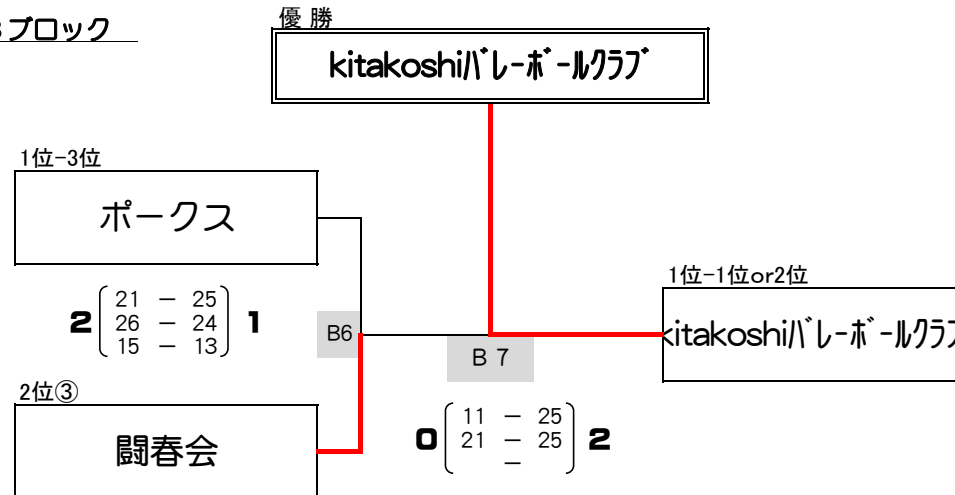 Bブロック
優 勝
kitakoshiバレーボールクラブ
1位-3位
ポークス
1位-1位or2位
kitakoshiバレーボールクラブ
2 21 － 25 1
26 － 24
15 － 13
B6
B 7
2位③
闘春会
0 11 － 25 2
21 － 25
－